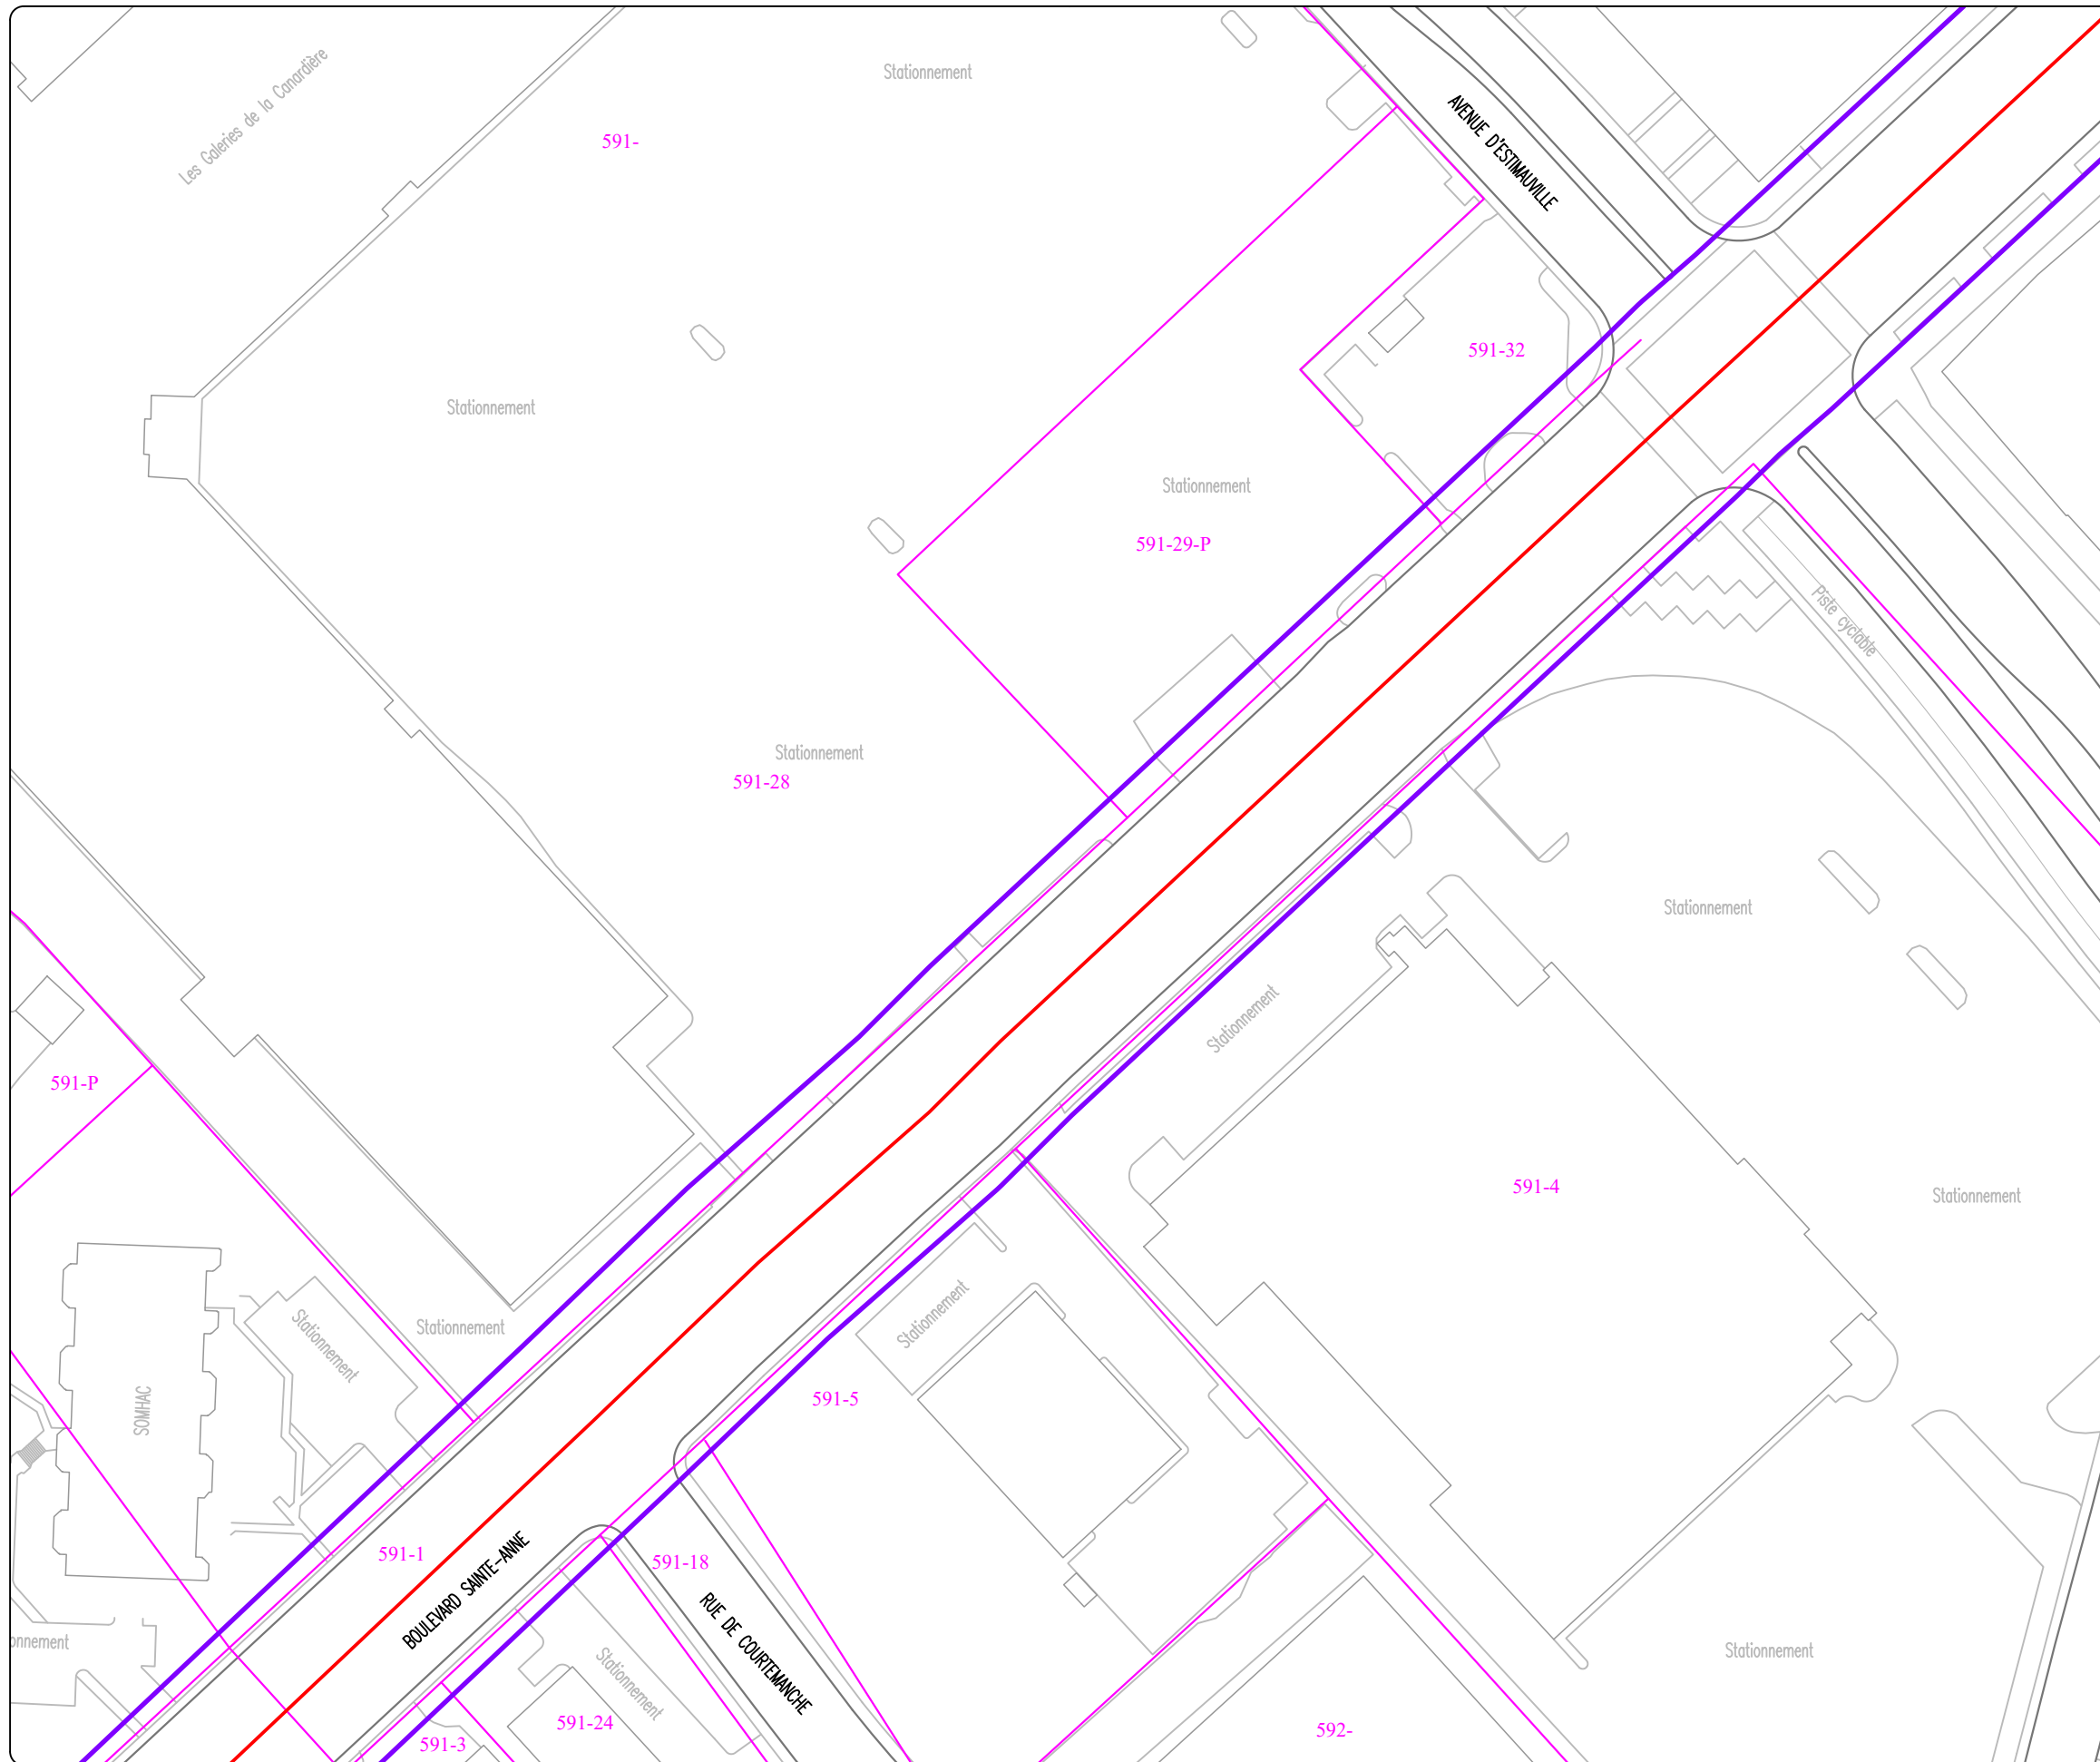 Les Galeries de la Canardière
Stationnement
591-
AVENUE D'ESTIMAUVILLE
591-32
Stationnement
Stationnement
591-29-P
Piste cyclable
Stationnement
591-28
Stationnement
Stationnement
591-P
591-4
Stationnement
Stationnement
Stationnement
Stationnement
SOMHAC
591-5
591-1
BOULEVARD SAINTE-ANNE
591-18
RUE DE COURTEMANCHE
onnement
Stationnement
Stationnement
591-24
592-
591-3